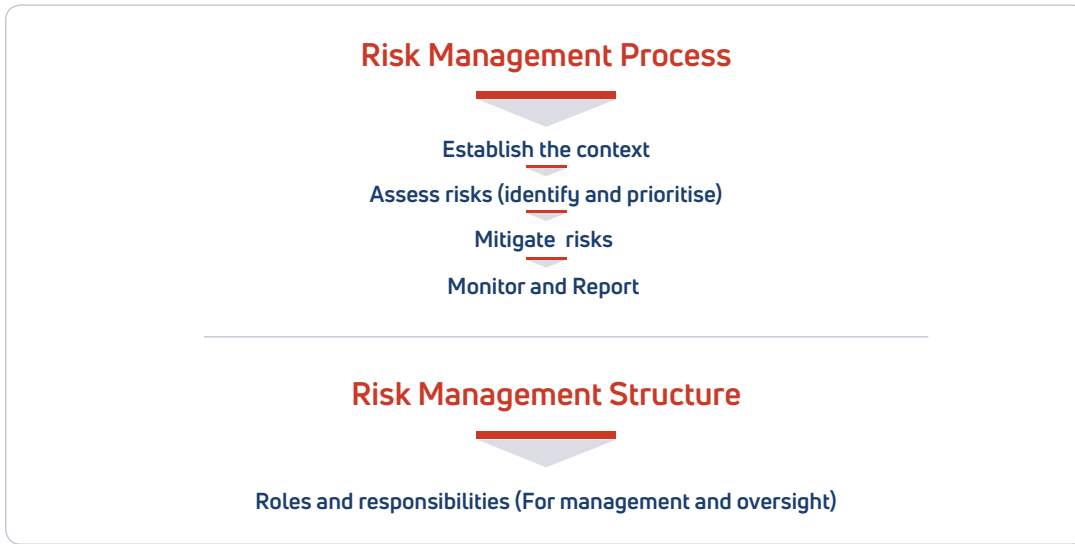 Risk Management Process
Establish the context
Assess risks (identify and prioritise)
Mitigate risks
Monitor and Report
Risk Management Structure
Roles and responsibilities (For management and oversight)